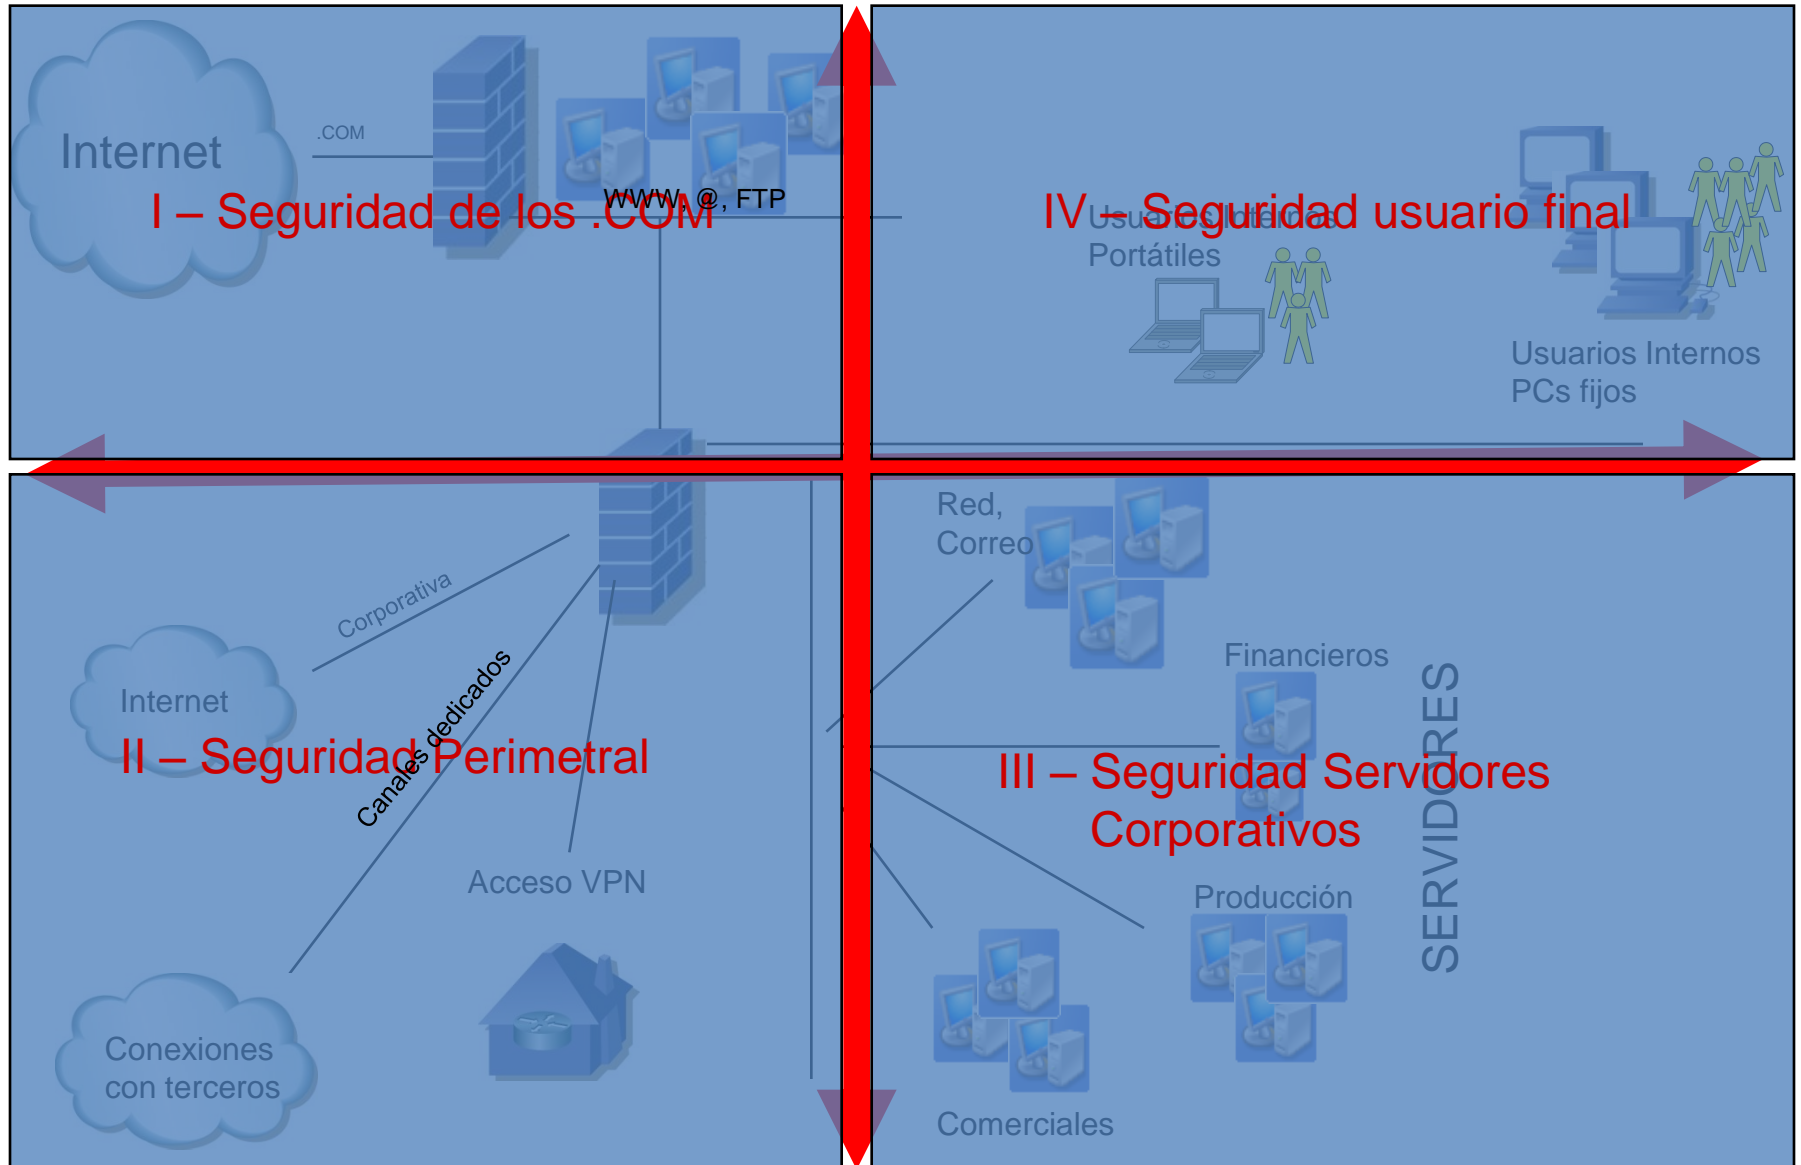 Internet
.COM
WWW, @, FTP
I – Seguridad de los .COM
IV – Seguridad usuario final
Usuarios Internos
Portátiles
Usuarios Internos
PCs fijos
Corporativa
Internet
Canales dedicados
II – Seguridad Perimetral
Acceso VPN
Conexiones
con terceros
Red,
Correo
Financieros
SERVIDORES
III – Seguridad Servidores
Corporativos
Producción
Comerciales